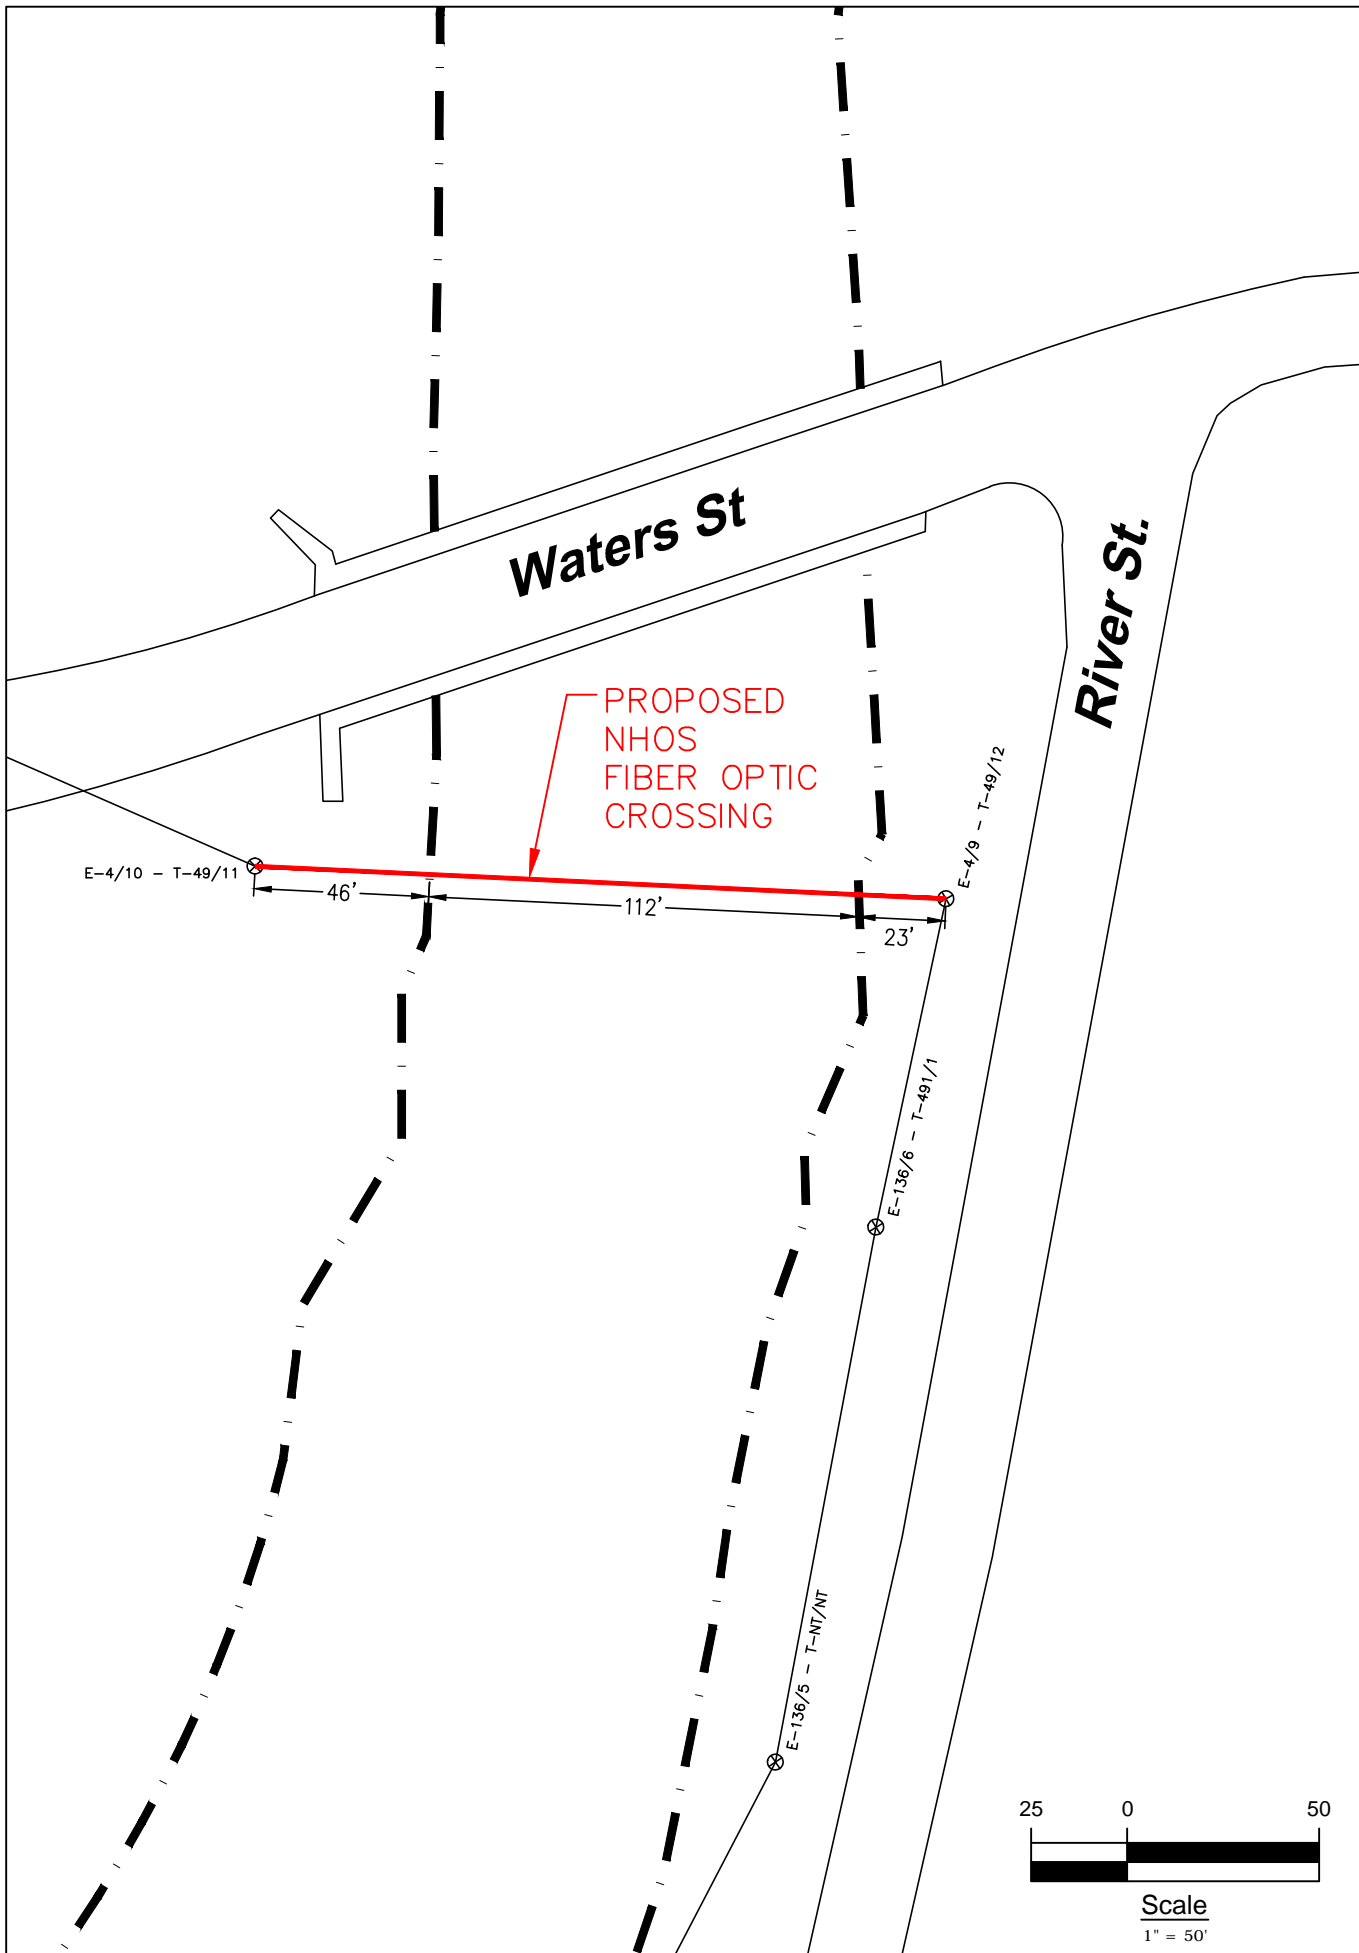 Waters St
River St.
PROPOSED
NHOS
FIBER OPTIC
CROSSING
E-4/9 - T-49/12
E-4/10 - T-49/11
46'
112'
23'
E-136/6 - T-491/1
E-136/5 - T-NT/NT
25 0 50
Scale
1" = 50'